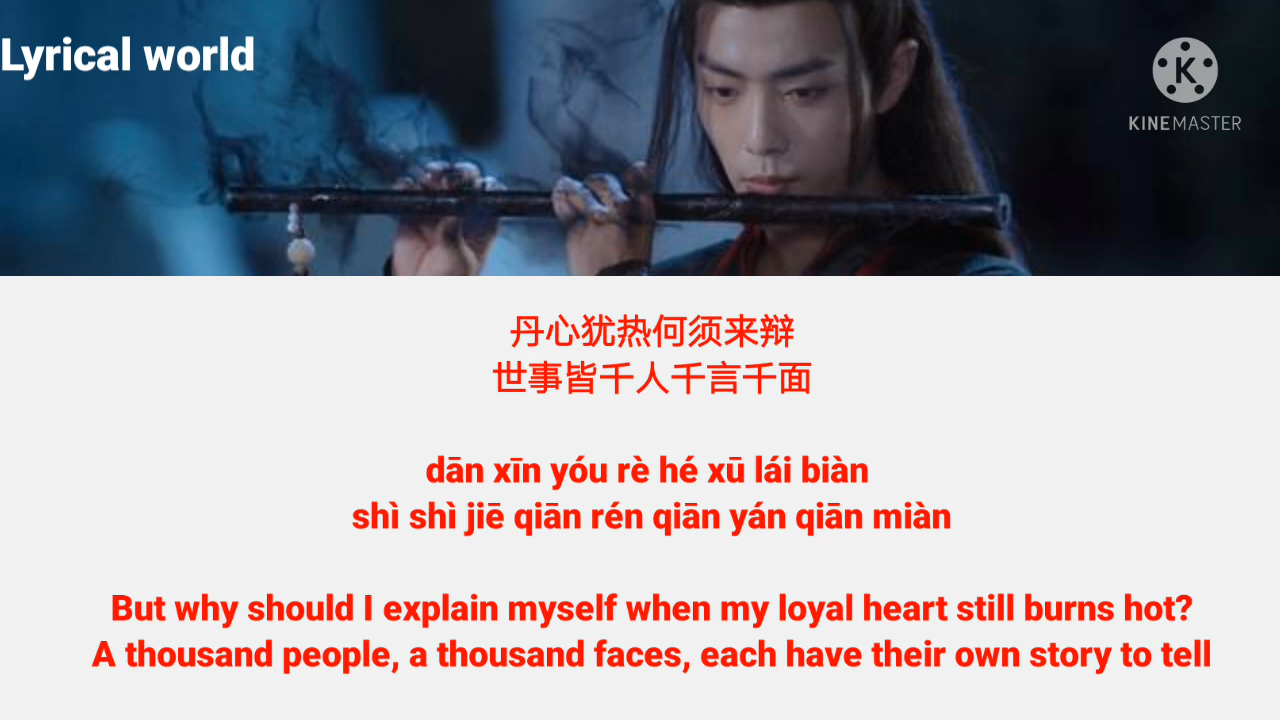 Lyrical world
KINEMASTER
丹心犹热何须来辩
世事皆千人千言千面
dān xīn yóu rè hé xū lái biàn
shì shì jiē qiān rén qiān yán qiān miàn
But why should I explain myself when my loyal heart still burns hot?
A thousand people, a thousand faces, each have their own story to tell